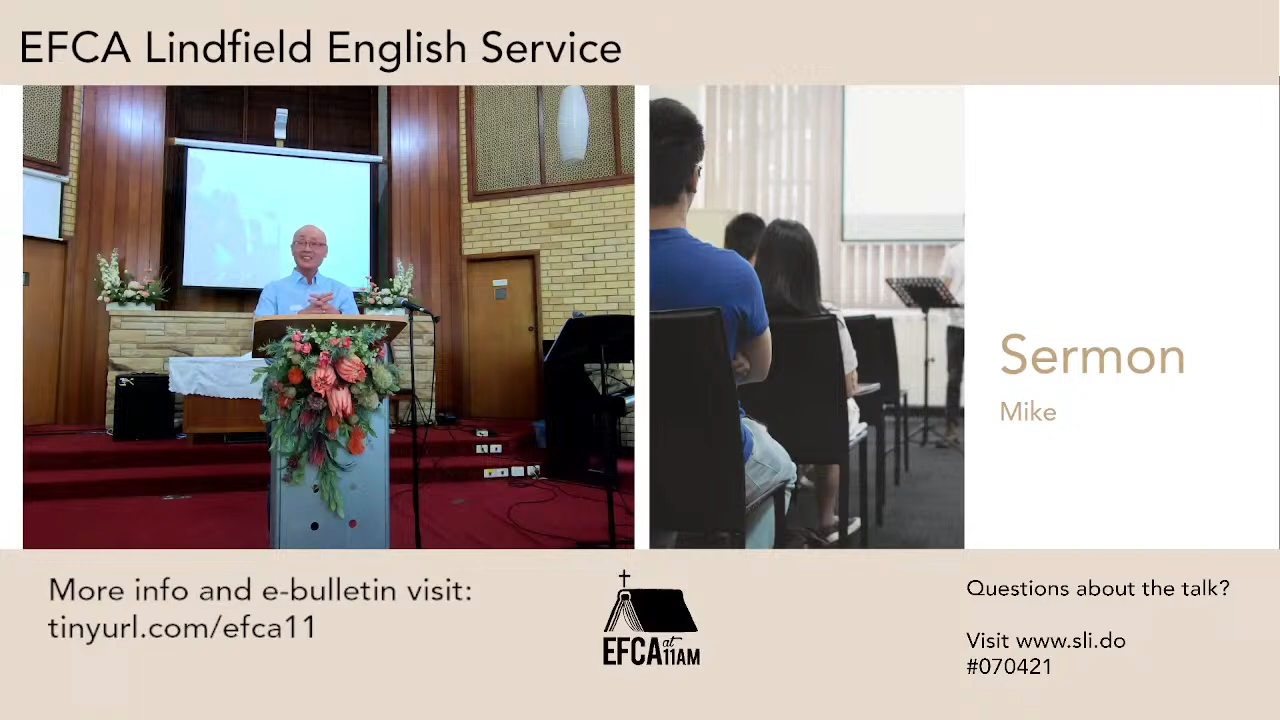 EFCA Lindfield English Service
Sermon
Mike
More info and e-bulletin visit:
tinyurl.com/efca11
EFCA at 11AM
Questions about the talk?
Visit www.sli.do
#070421